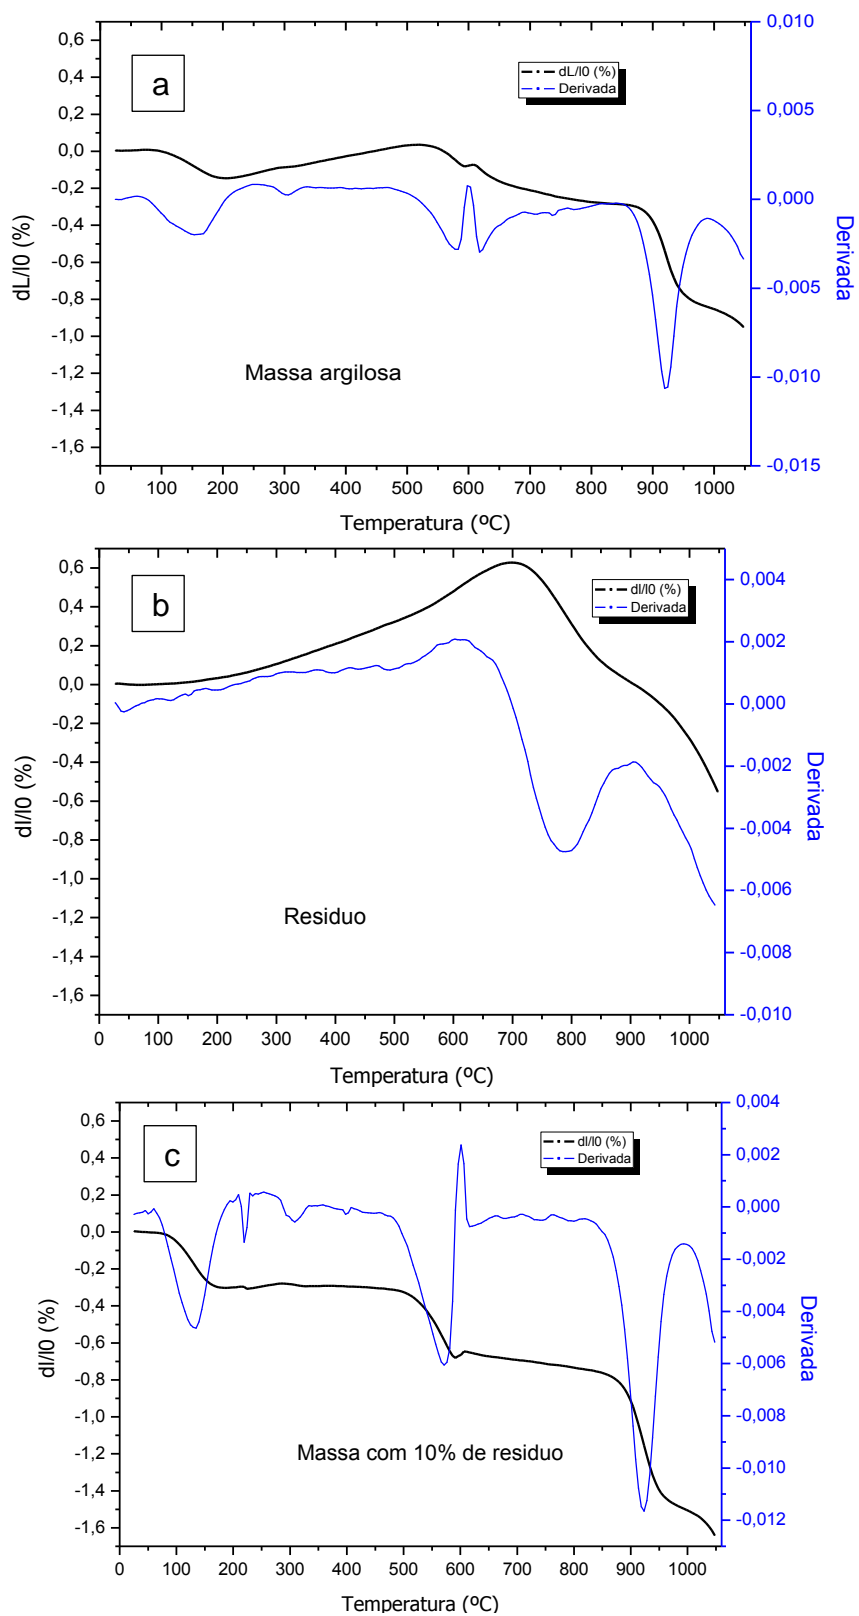 a
dL/l0 (%)
Derivada
0,6
0,4
0,2
0,0
-0,2
-0,4
-0,6
-0,8
-1,0
-1,2
-1,4
-1,6
dL/l0 (%)
0,010
0,005
0,000
-0,005
-0,010
-0,015
Derivada
Massa argilosa
0 100 200 300 400 500 600 700 800 900 1000
Temperatura (ºC)
b
dl/l0 (%)
Derivada
0,6
0,4
0,2
0,0
-0,2
-0,4
-0,6
-0,8
-1,0
-1,2
-1,4
-1,6
dl/l0 (%)
0,004
0,002
0,000
-0,002
-0,004
-0,006
-0,008
-0,010
Derivada
Residuo
0 100 200 300 400 500 600 700 800 900 1000
Temperatura (ºC)
c
dl/l0 (%)
Derivada
0,6
0,4
0,2
0,0
-0,2
-0,4
-0,6
-0,8
-1,0
-1,2
-1,4
-1,6
dl/l0 (%)
0,004
0,002
0,000
-0,002
-0,004
-0,006
-0,008
-0,010
-0,012
Derivada
Massa com 10% de residuo
0 100 200 300 400 500 600 700 800 900 1000
Temperatura (ºC)